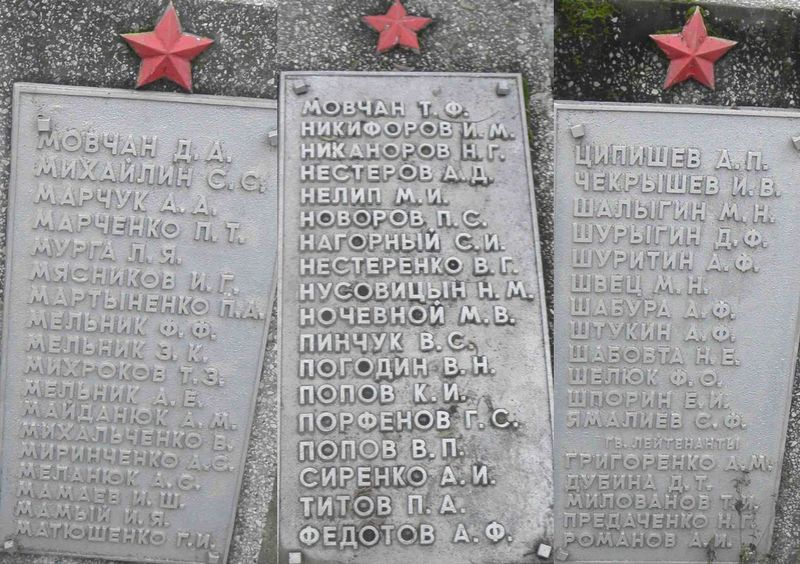 МОВЧАН Д. А.
МИХАЙЛИН С. С.
МАРЧУК А. А.
МАРЧЕНКО П. Т.
МУРГА Л. Я.
МЯСНИКОВ И. Г.
МАРТЫНЕНКО П.А.
МЕЛЬНИК Ф. Ф.
МЕЛЬНИК З. К.
МИХРОКОВ Т. З.
МЕЛЬНИК А. Е.
МАЙДАНЮК А. М.
МИХАЛЬЧЕНКО В.
МИРИНЧЕНКО А.С.
МЕЛАНЮК А.С.
МАМАЕВ И. Ш.
МАМЫЙ И. Я.
МАТЮШЕНКО Г.И.
МОВЧАН Т. Ф.
НИКИФОРОВ И. М.
НИКАНОРОВ Н. Г.
НЕСТЕРОВ А. Д.
НЕЛИП М. И.
НОВОРОВ П. С.
НАГОРНЫЙ С. И.
НЕСТЕРЕНКО В. Г.
НУСОВИЦЫН Н. М.
НОЧЕВНОЙ М. В.
ПИНЧУК В. С.
ПОГОДИН В. Н.
ПОПОВ К. И.
ПОРФЕНОВ Г. С.
ПОПОВ В. П.
СИРЕНКО А. И.
ТИТОВ П. А.
ФЕДОТОВ А. Ф.
ЦИПИШЕВ А. П.
ЧЕКРЫШЕВ И. В.
ШАЛЫГИН М. Н.
ШУРЫГИН Д. Ф.
ШУРИТИН А. Ф.
ШВЕЦ М. Н.
ШАБУРА А. Ф.
ШТУКИН А. Ф.
ШАБОВТА Н. Е.
ШЕЛЮК Ф. О.
ШПОРИН Е. И.
ЯМАЛИЕВ С. Ф.
ГВ. ЛЕЙТЕНАНТЫ
ГРИГОРЕНКО А.М.
ДУБИНА Д. Т.
МИЛОВАНОВ Т.И.
ПРЕДАЧЕНКО Н. Г.
РОМАНОВ А. И.